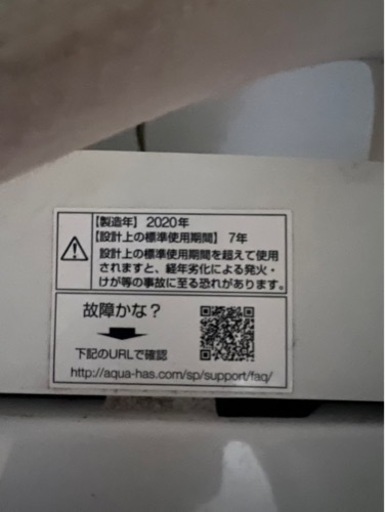 【製造年】 2020年
【設計上の標準使用期間】 7年
設計上の標準使用期間を超えて使用
されますと、経年劣化による発火・
けが等の事故に至る恐れがあります。
故障かな？
下記のURLで確認
http://aqua-has.com/sp/support/faq/